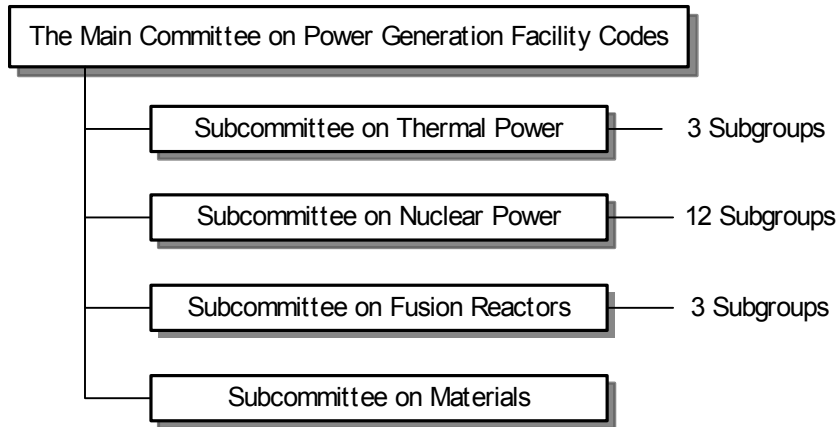 The Main Committee on Power Generation Facility Codes
Subcommittee on Thermal Power
3 Subgroups
Subcommittee on Nuclear Power
12 Subgroups
Subcommittee on Fusion Reactors
3 Subgroups
Subcommittee on Materials